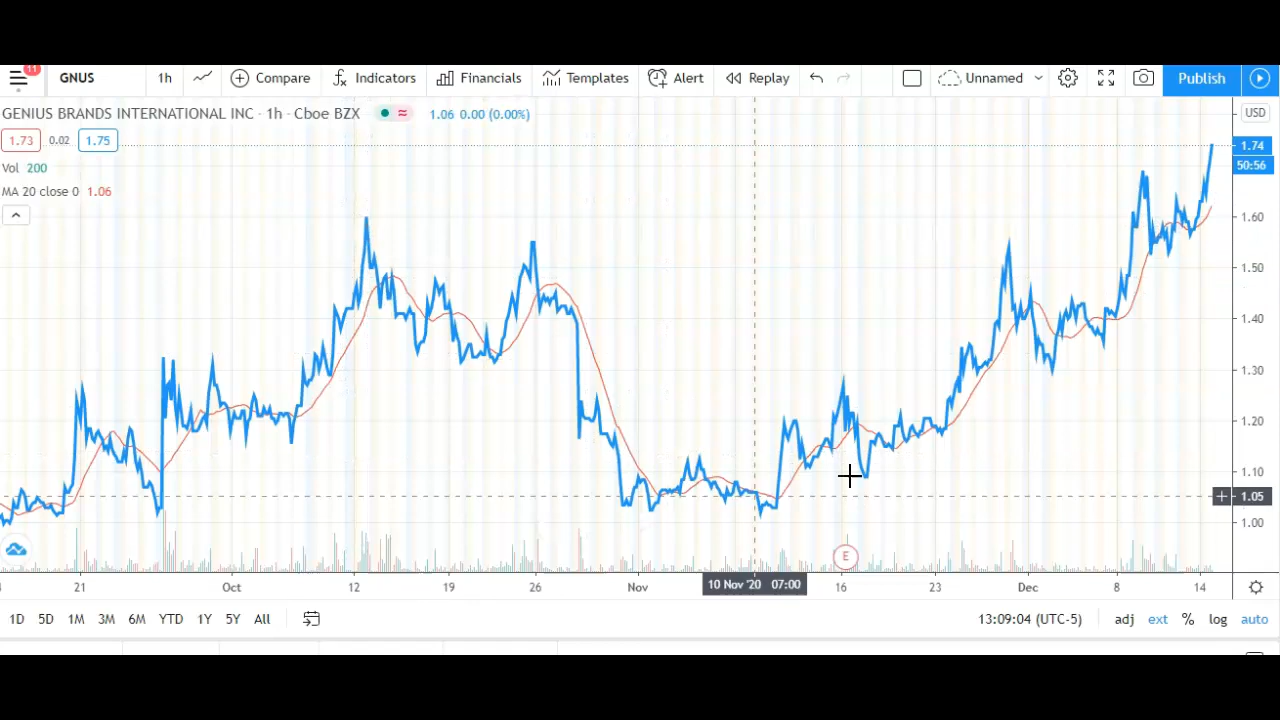 11
GNUS 1h Compare Indicators Financials Templates Alert Replay Unnamed Publish
GENIUS BRANDS INTERNATIONAL INC · 1h · Cboe BZX 1.06 0.00 (0.00%) USD
1.73 0.02 1.75 1.74
Vol 200 50:56
MA 20 close 0 1.06
1.60
1.50
1.40
1.30
1.20
1.10
1.05
1.00
E
21 Oct 12 19 26 Nov 10 Nov '20 07:00 16 23 Dec 8 14
1D 5D 1M 3M 6M YTD 1Y 5Y All 13:09:04 (UTC-5) adj ext % log auto